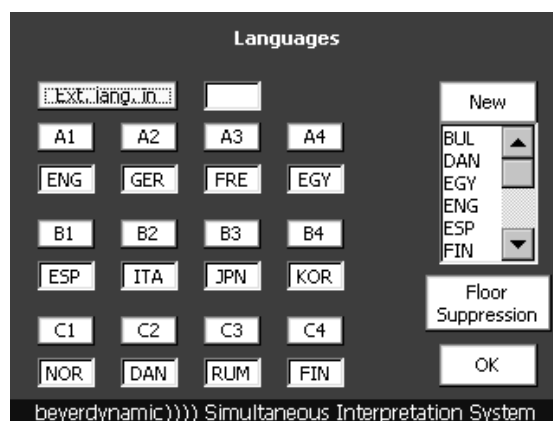 Languages
Ext. lang. in
New
A1 A2 A3 A4
ENG GER FRE EGY
B1 B2 B3 B4
ESP ITA JPN KOR
C1 C2 C3 C4
NOR DAN RUM FIN
BUL
DAN
EGY
ENG
ESP
FIN
Floor
Suppression
OK
beyerdynamic)))) Simultaneous Interpretation System